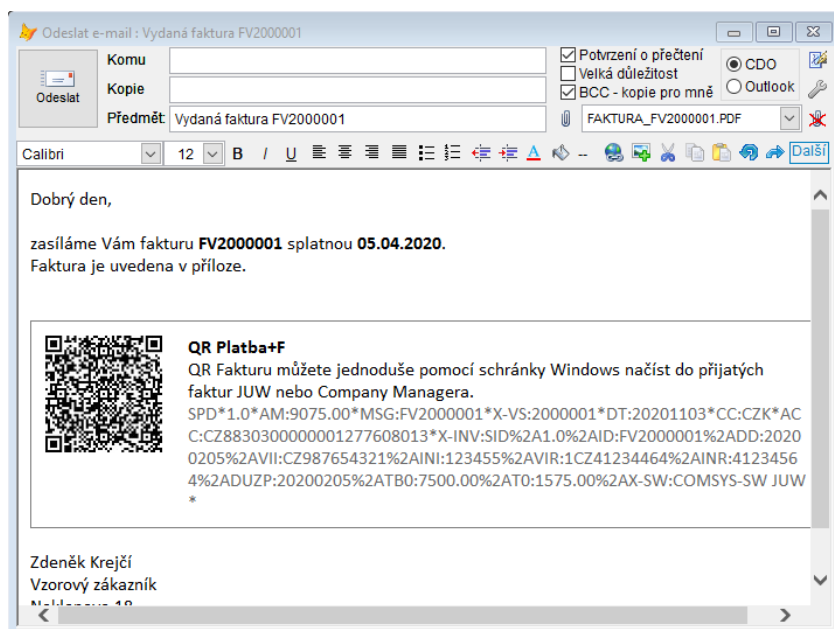 Odeslat e-mail : Vydaná faktura FV2000001
Odeslat
Komu
Kopie
Předmět
Vydaná faktura FV2000001
Potvrzení o přečtení
Velká důležitost
BCC - kopie pro mně
CDO
Outlook
FAKTURA_FV2000001.PDF
Calibri 12 B I U A -- Další
Dobrý den,
zasíláme Vám fakturu FV2000001 splatnou 05.04.2020.
Faktura je uvedena v příloze.
QR Platba+F
QR Fakturu můžete jednoduše pomocí schránky Windows načíst do přijatých
faktur JUW nebo Company Managera.
SPD*1.0*AM:9075.00*MSG:FV2000001*X-VS:2000001*DT:20201103*CC:CZK*AC
C:CZ8830300000001277608013*X-INV:SID%2A1.0%2AID:FV2000001%2ADD:2020
0205%2AVII:CZ987654321%2AINI:123455%2AVIR:1CZ41234464%2AINR:4123456
4%2ADUZP:20200205%2ATB0:7500.00%2AT0:1575.00%2AX-SW:COMSYS-SW JUW
*
Zdeněk Krejčí
Vzorový zákazník